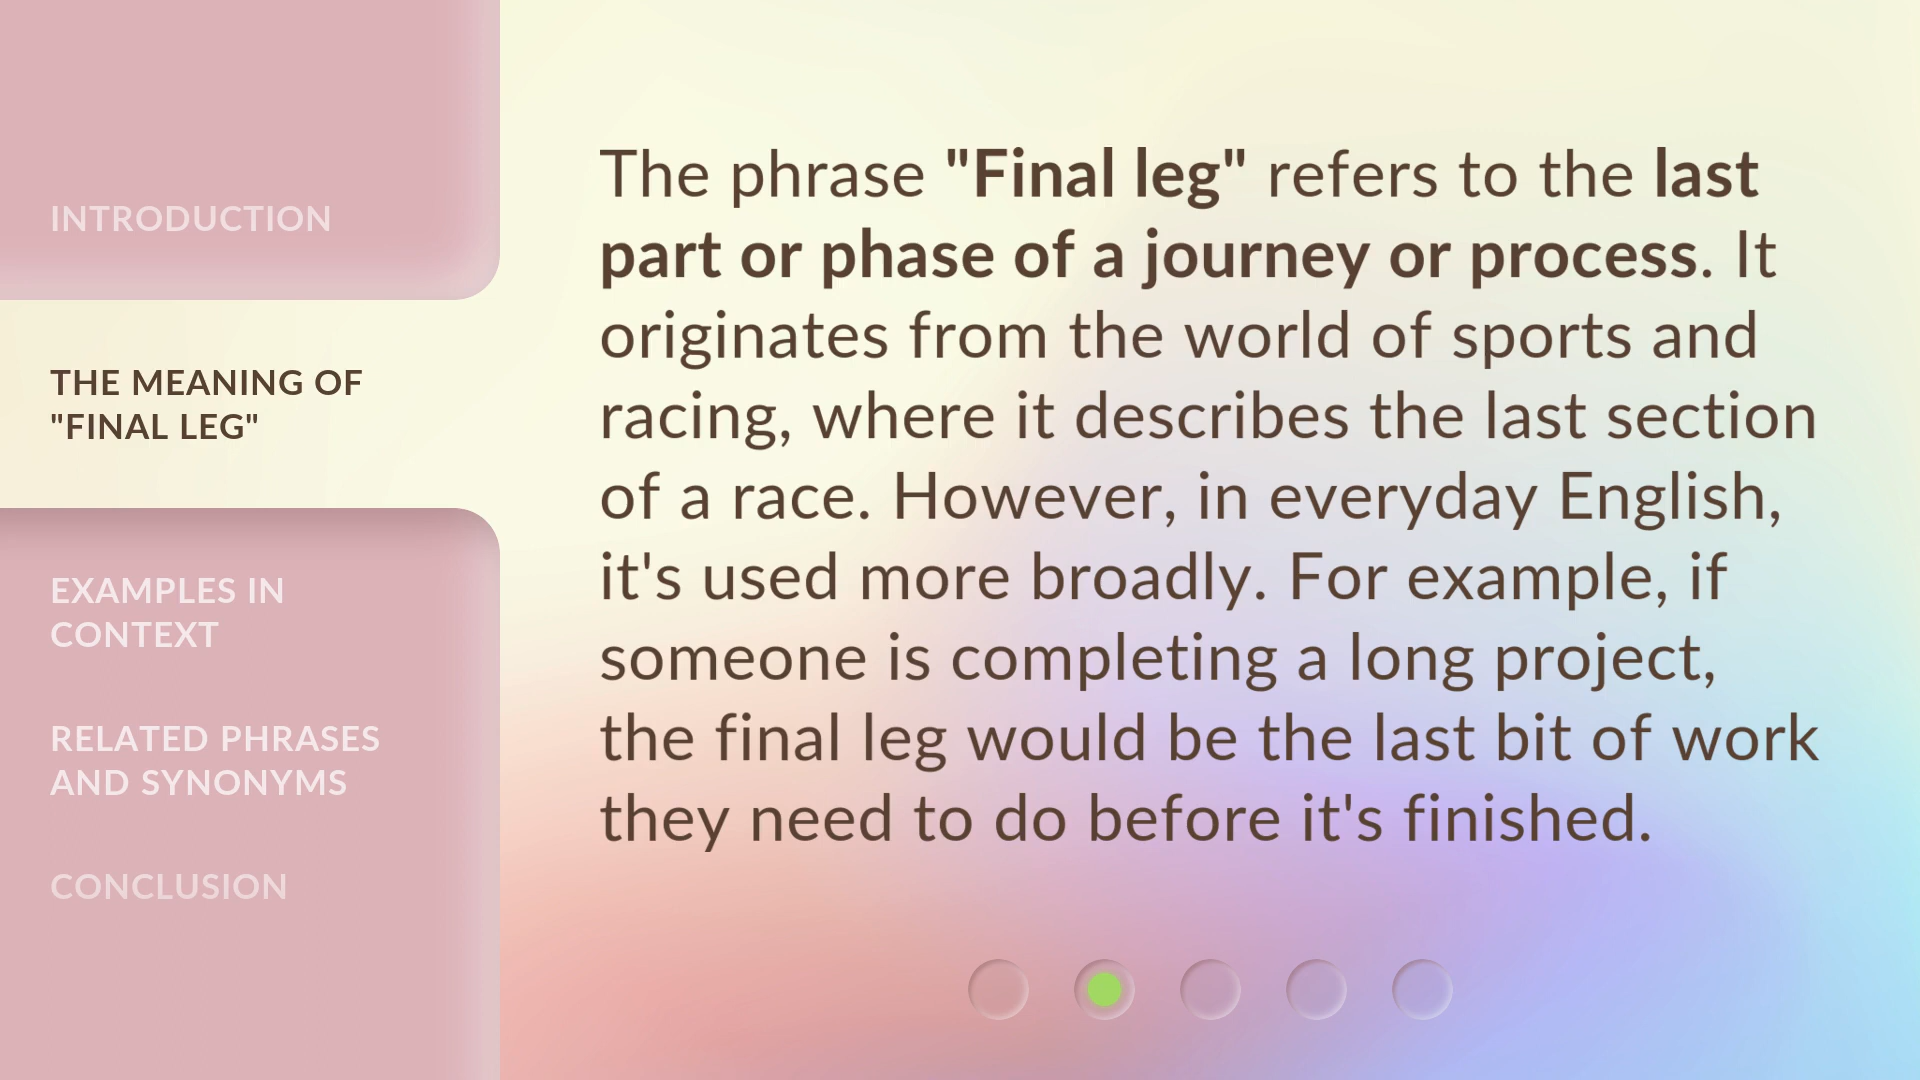 INTRODUCTION
THE MEANING OF
"FINAL LEG"
EXAMPLES IN
CONTEXT
RELATED PHRASES
AND SYNONYMS
CONCLUSION
The phrase "Final leg" refers to the last
part or phase of a journey or process. It
originates from the world of sports and
racing, where it describes the last section
of a race. However, in everyday English,
it's used more broadly. For example, if
someone is completing a long project,
the final leg would be the last bit of work
they need to do before it's finished.